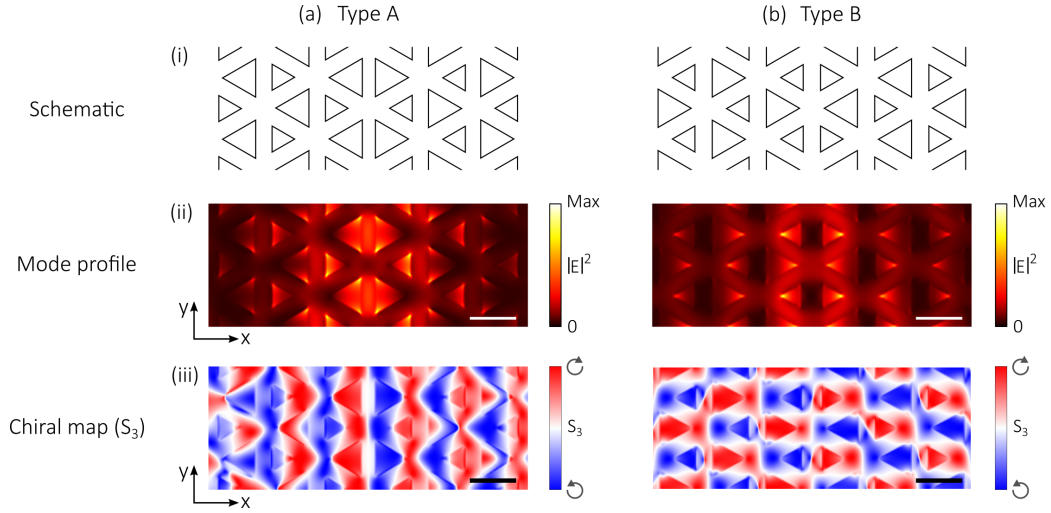 (a) Type A
(b) Type B
(i)
Schematic
(ii)
Mode profile
Max
|E|²
0
Max
|E|²
0
y
x
(iii)
Chiral map (S₃)
S₃
S₃
y
x